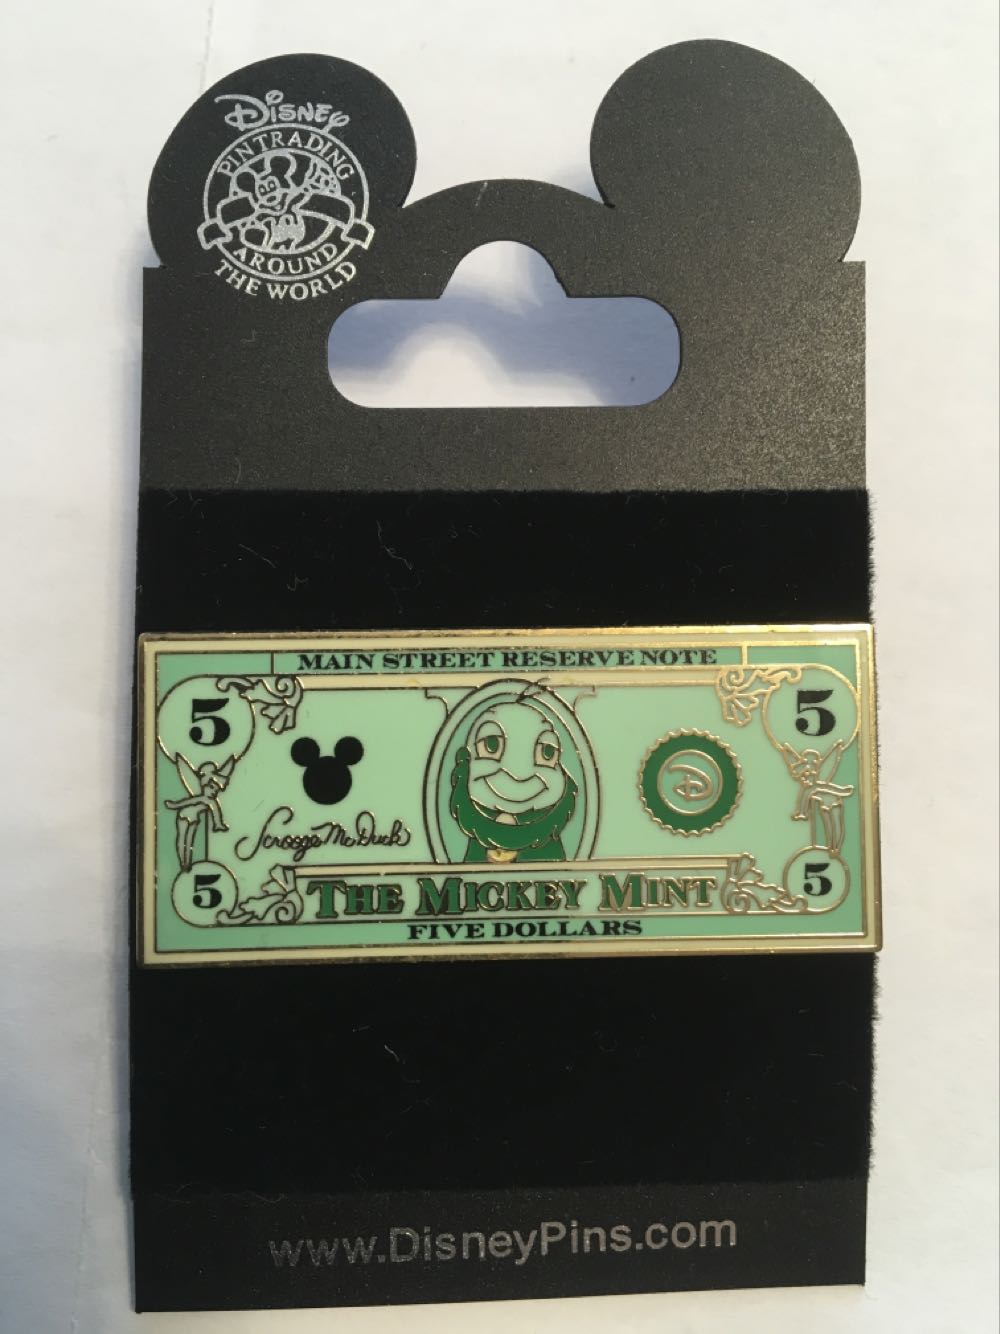 Disney
PIN TRADING
AROUND
THE WORLD
MAIN STREET RESERVE NOTE
5
5
D
Scrooge McDuck
5
THE MICKEY MINT
5
FIVE DOLLARS
www.DisneyPins.com